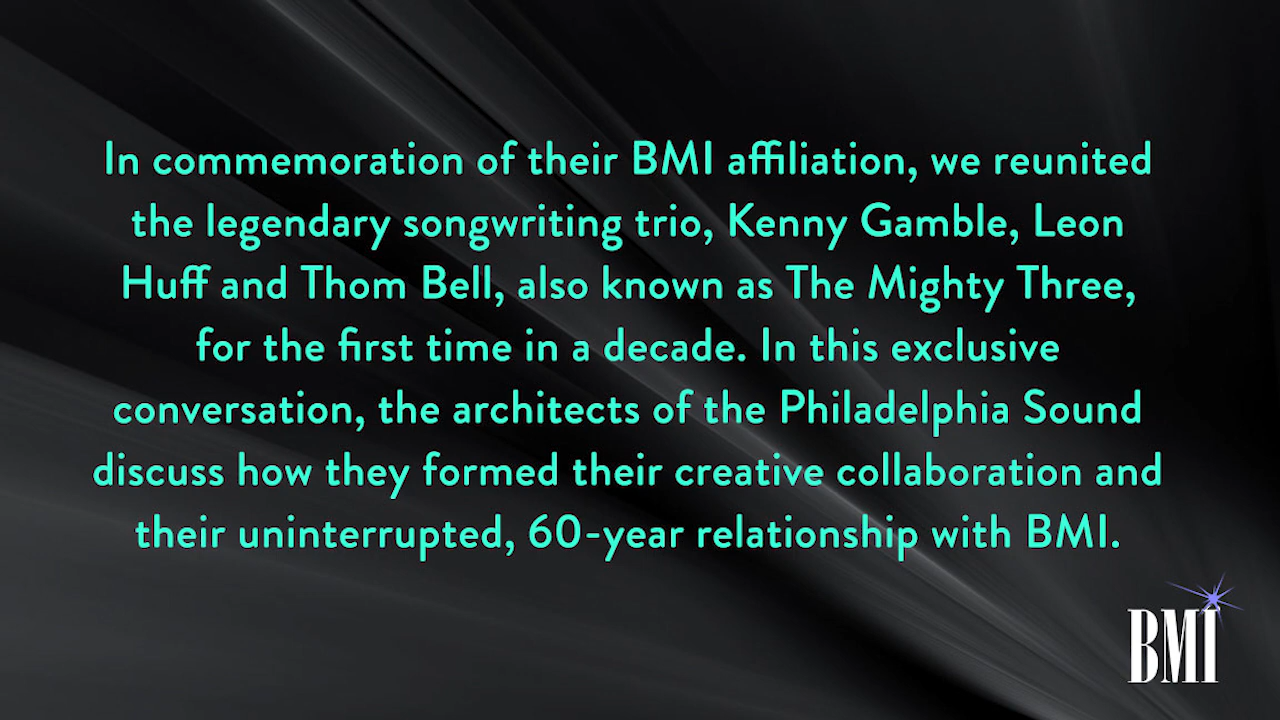 In commemoration of their BMI affiliation, we reunited
the legendary songwriting trio, Kenny Gamble, Leon
Huff and Thom Bell, also known as The Mighty Three,
for the first time in a decade. In this exclusive
conversation, the architects of the Philadelphia Sound
discuss how they formed their creative collaboration and
their uninterrupted, 60-year relationship with BMI.
BMI